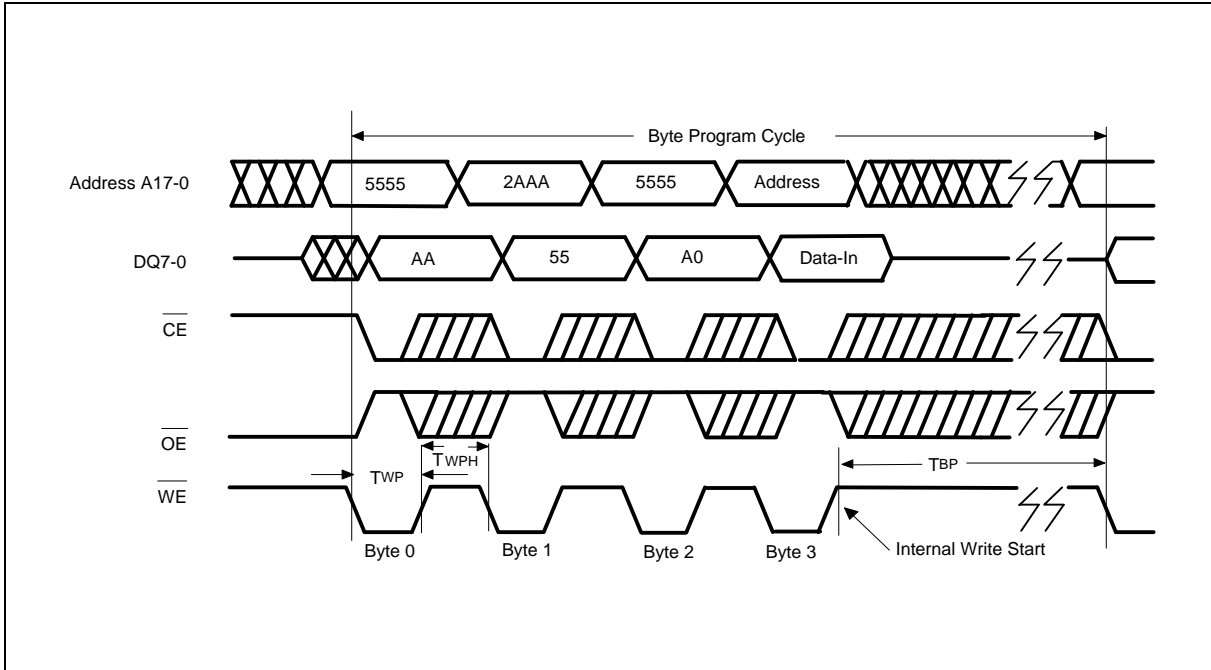 Byte Program Cycle
Address A17-0
5555
2AAA
5555
Address
DQ7-0
AA
55
A0
Data-In
CE
OE
TWP
TWPH
TBP
WE
Byte 0
Byte 1
Byte 2
Byte 3
Internal Write Start